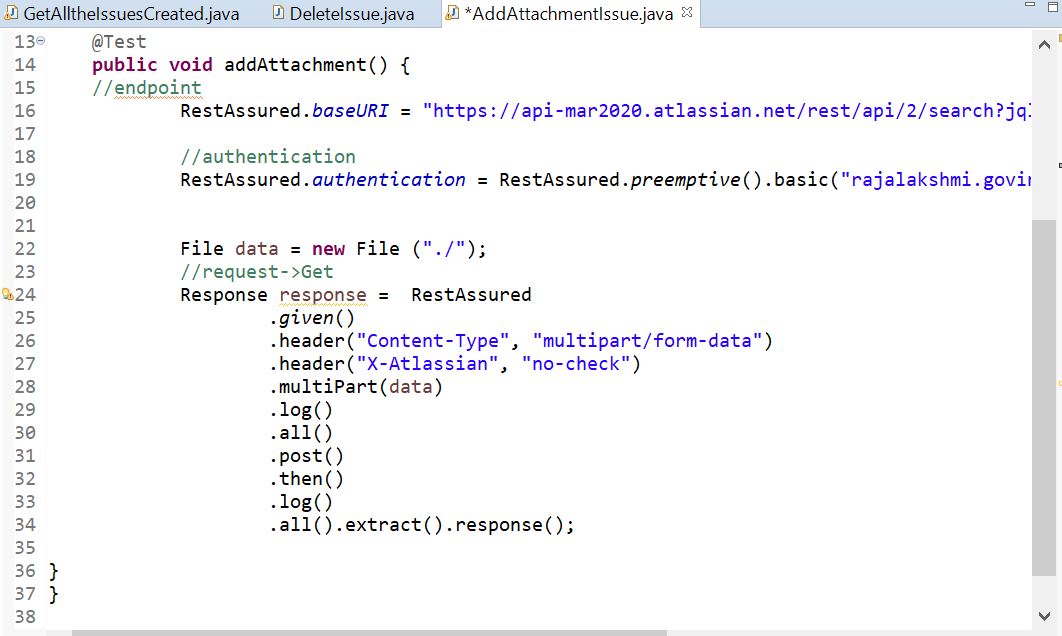 GetAlltheIssuesCreated.java DeleteIssue.java *AddAttachmentIssue.java
13 @Test
14 public void addAttachment() {
15 //endpoint
16 RestAssured.baseURI = "https://api-mar2020.atlassian.net/rest/api/2/search?jql
17
18 //authentication
19 RestAssured.authentication = RestAssured.preemptive().basic("rajalakshmi.govin
20
21
22 File data = new File ("./");
23 //request->Get
24 Response response = RestAssured
25 .given()
26 .header("Content-Type", "multipart/form-data")
27 .header("X-Atlassian", "no-check")
28 .multiPart(data)
29 .log()
30 .all()
31 .post()
32 .then()
33 .log()
34 .all().extract().response();
35
36 }
37 }
38